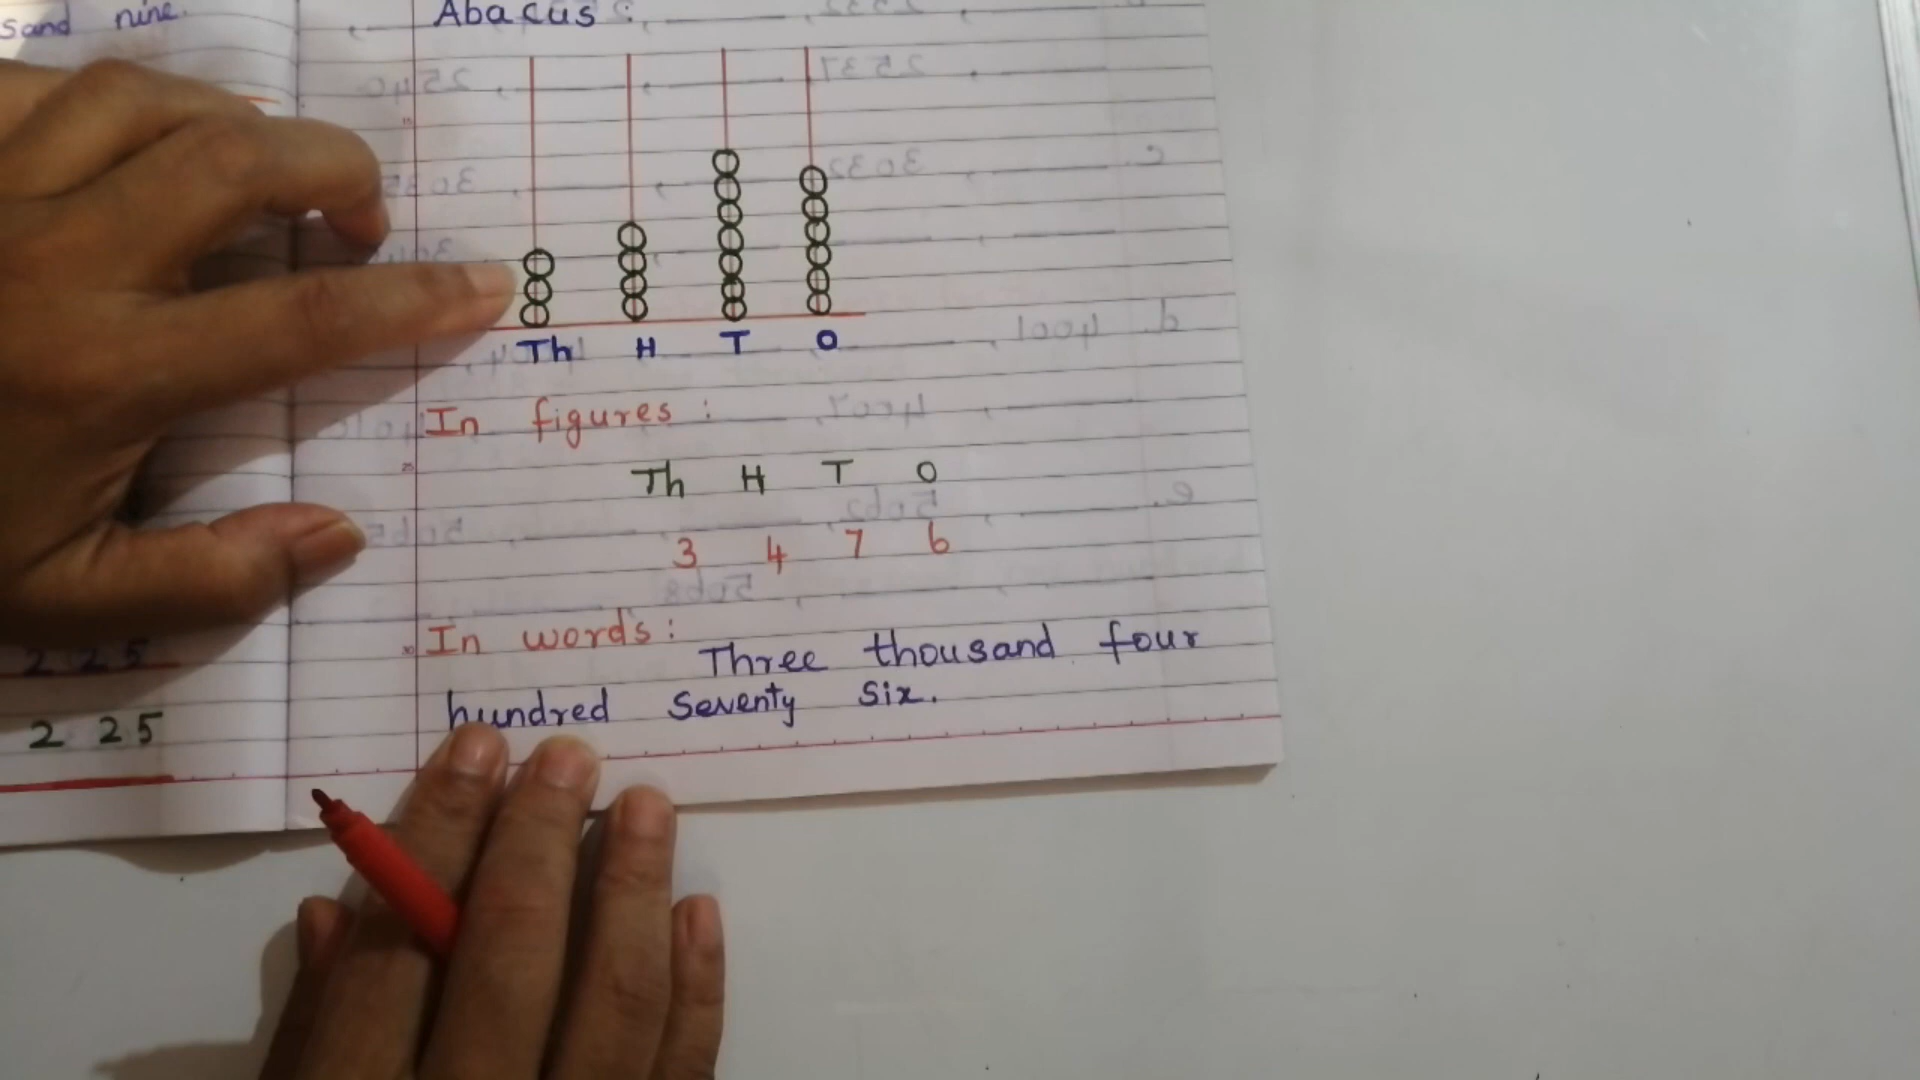 sand nine.
2 2 5
2 2 5
Abacus :
Th H T O
In figures :
Th H T O
3 4 7 6
In words :
Three thousand four
hundred Seventy Six.